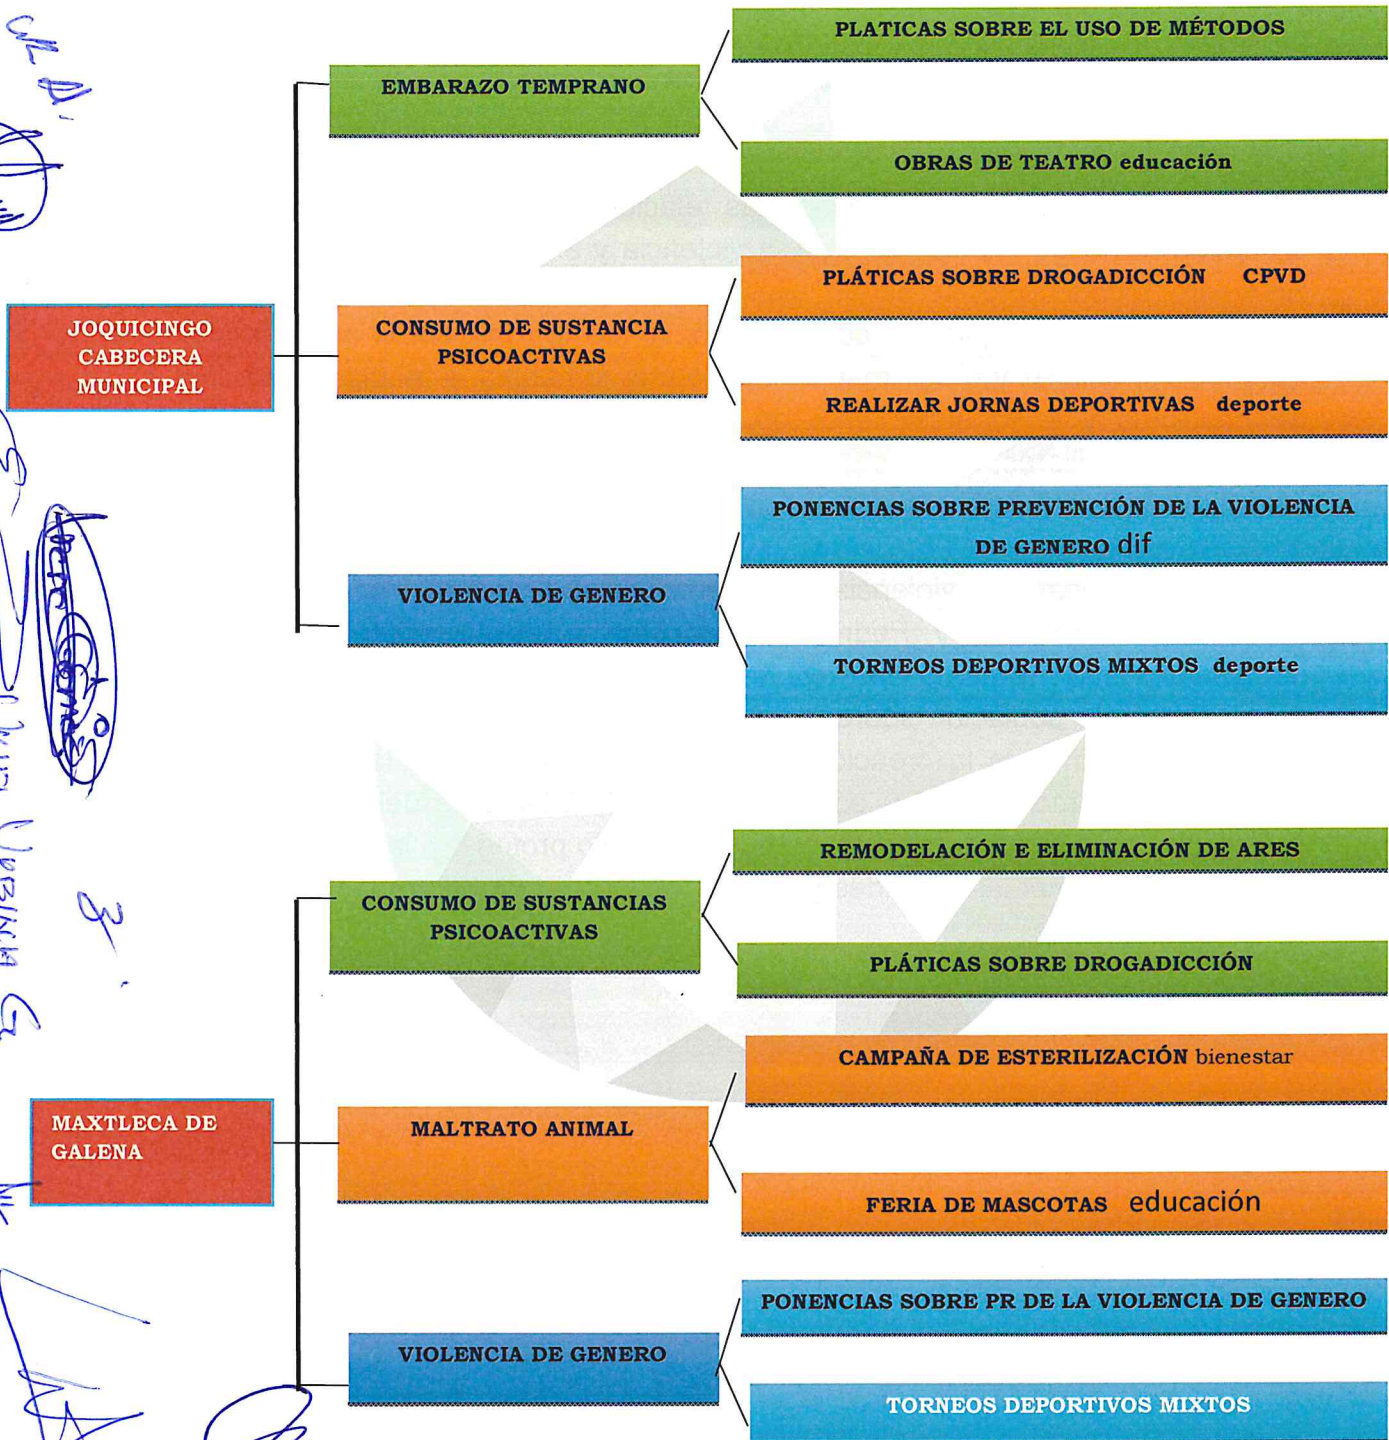 PLATICAS SOBRE EL USO DE MÉTODOS
EMBARAZO TEMPRANO
OBRAS DE TEATRO educación
PLÁTICAS SOBRE DROGADICCIÓN CPVD
JOQUICINGO
CABECERA
MUNICIPAL
CONSUMO DE SUSTANCIA
PSICOACTIVAS
REALIZAR JORNAS DEPORTIVAS deporte
PONENCIAS SOBRE PREVENCIÓN DE LA VIOLENCIA
DE GENERO dif
VIOLENCIA DE GENERO
TORNEOS DEPORTIVOS MIXTOS deporte
REMODELACIÓN E ELIMINACIÓN DE ARES
CONSUMO DE SUSTANCIAS
PSICOACTIVAS
PLÁTICAS SOBRE DROGADICCIÓN
CAMPAÑA DE ESTERILIZACIÓN bienestar
MAXTLECA DE
GALENA
MALTRATO ANIMAL
FERIA DE MASCOTAS educación
PONENCIAS SOBRE PR DE LA VIOLENCIA DE GENERO
VIOLENCIA DE GENERO
TORNEOS DEPORTIVOS MIXTOS